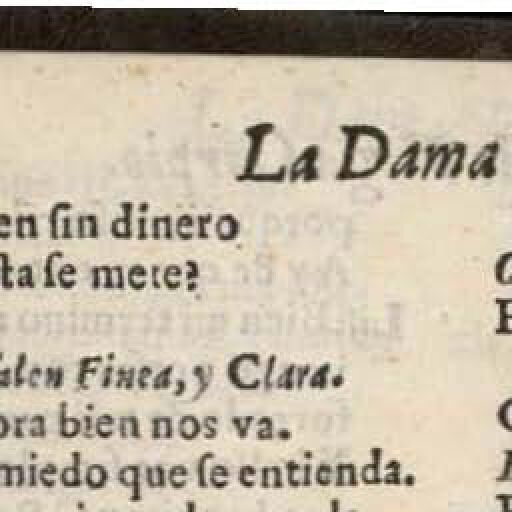 La Dama
en ſin dinero
ta ſe mete?
alen Finea, y Clara.
ora bien nos va.
miedo que ſe entienda.